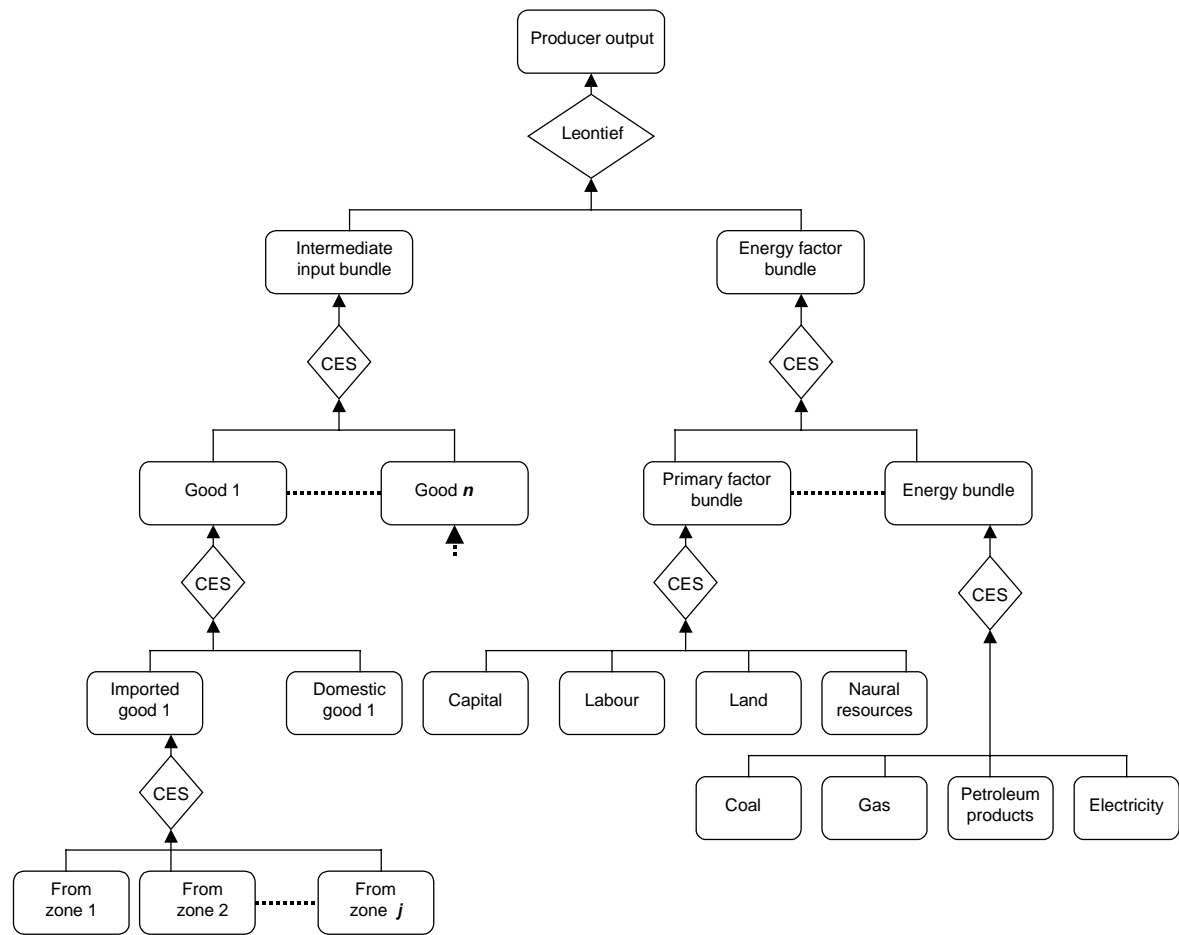 Producer output
Leontief
Intermediate
input bundle
Energy factor
bundle
CES
CES
Good 1
Good n
Primary factor
bundle
Energy bundle
CES
CES
CES
Imported
good 1
Domestic
good 1
Capital
Labour
Land
Naural
resources
CES
Coal
Gas
Petroleum
products
Electricity
From
zone 1
From
zone 2
From
zone j